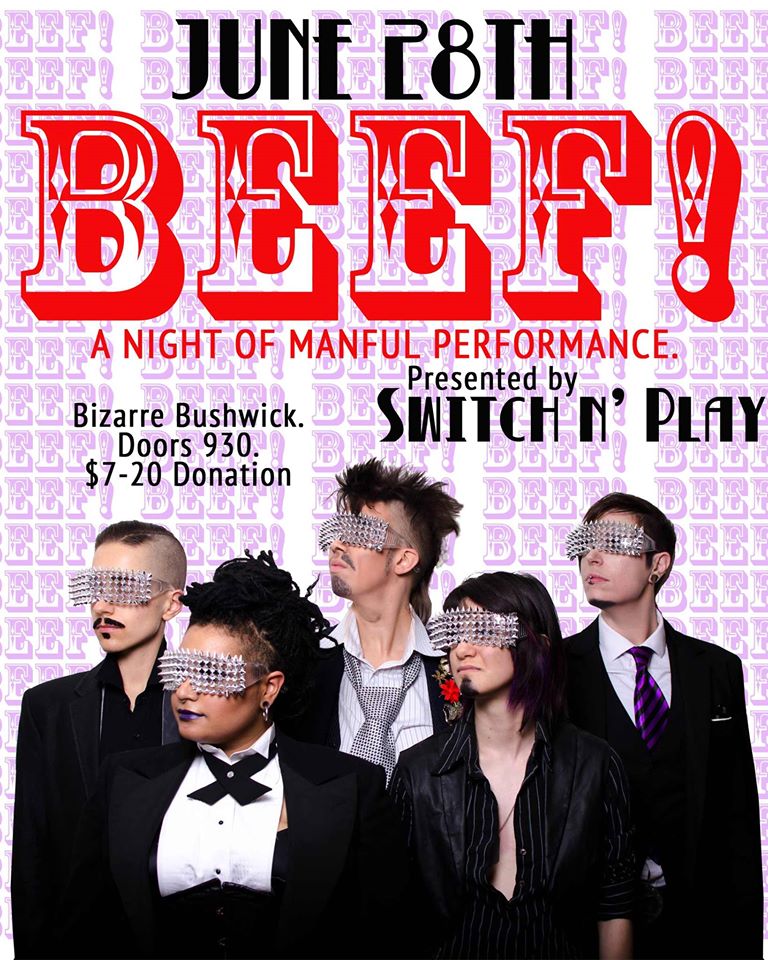 JUNE 28TH
BEEF!
A NIGHT OF MANFUL PERFORMANCE.
Presented by
SWITCH N' PLAY
Bizarre Bushwick.
Doors 930.
$7-20 Donation